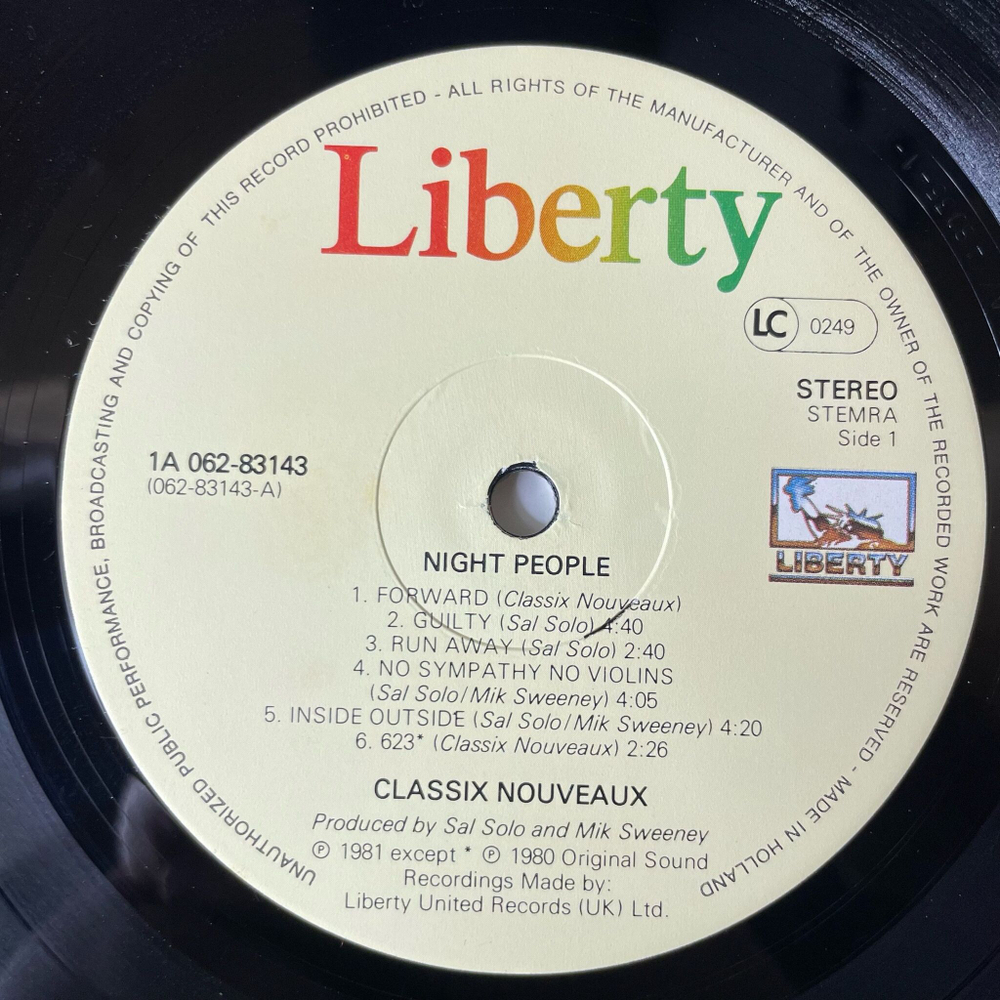 UNAUTHORIZED PUBLIC PERFORMANCE, BROADCASTING AND COPYING OF THIS RECORD PROHIBITED - ALL RIGHTS OF THE MANUFACTURER AND OF THE OWNER OF THE RECORDED WORK ARE RESERVED - MADE IN HOLLAND
Liberty
LC 0249
STEREO
STEMRA
Side 1
1A 062-83143
(062-83143-A)
LIBERTY
NIGHT PEOPLE
1. FORWARD (Classix Nouveaux)
2. GUILTY (Sal Solo) 4:40
3. RUN AWAY (Sal Solo) 2:40
4. NO SYMPATHY NO VIOLINS
(Sal Solo/Mik Sweeney) 4:05
5. INSIDE OUTSIDE (Sal Solo/Mik Sweeney) 4:20
6. 623* (Classix Nouveaux) 2:26
CLASSIX NOUVEAUX
Produced by Sal Solo and Mik Sweeney
℗ 1981 except * ℗ 1980 Original Sound
Recordings Made by:
Liberty United Records (UK) Ltd.